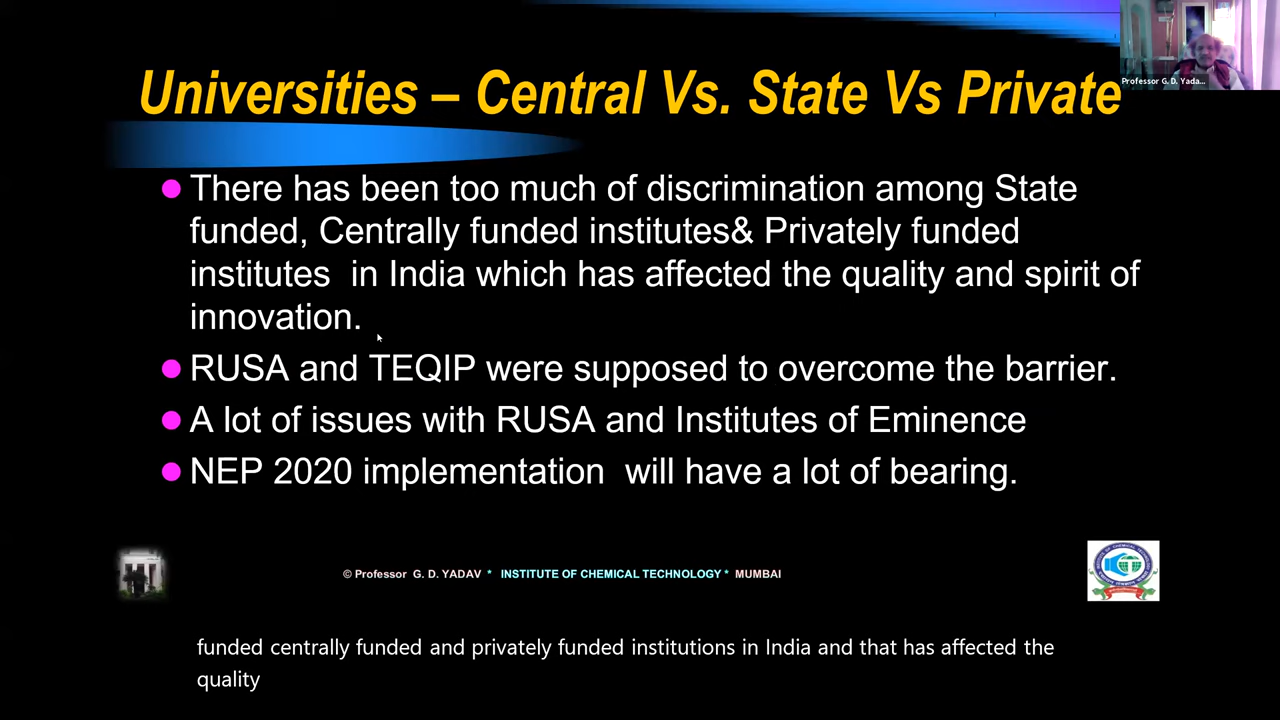 Professor G. D. Yada...
Universities – Central Vs. State Vs Private
There has been too much of discrimination among State
funded, Centrally funded institutes& Privately funded
institutes in India which has affected the quality and spirit of
innovation.
RUSA and TEQIP were supposed to overcome the barrier.
A lot of issues with RUSA and Institutes of Eminence
NEP 2020 implementation will have a lot of bearing.
© Professor G. D. YADAV * INSTITUTE OF CHEMICAL TECHNOLOGY * MUMBAI
funded centrally funded and privately funded institutions in India and that has affected the
quality